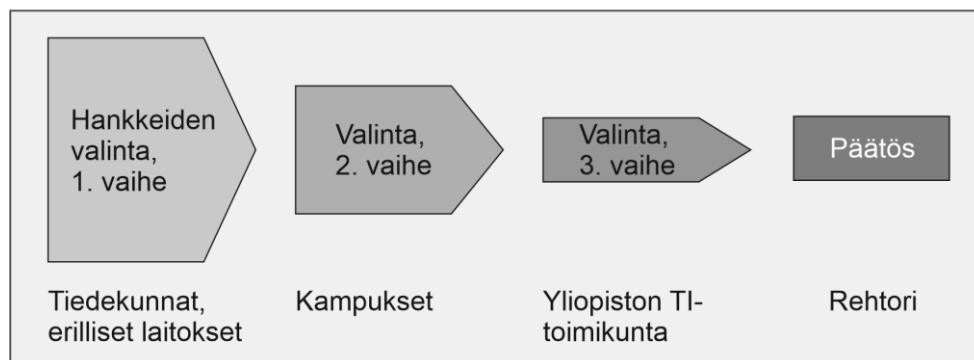 Hankkeiden
valinta,
1. vaihe
Valinta,
2. vaihe
Valinta,
3. vaihe
Päätös
Tiedekunnat,
erilliset laitokset
Kampukset
Yliopiston TI-
toimikunta
Rehtori